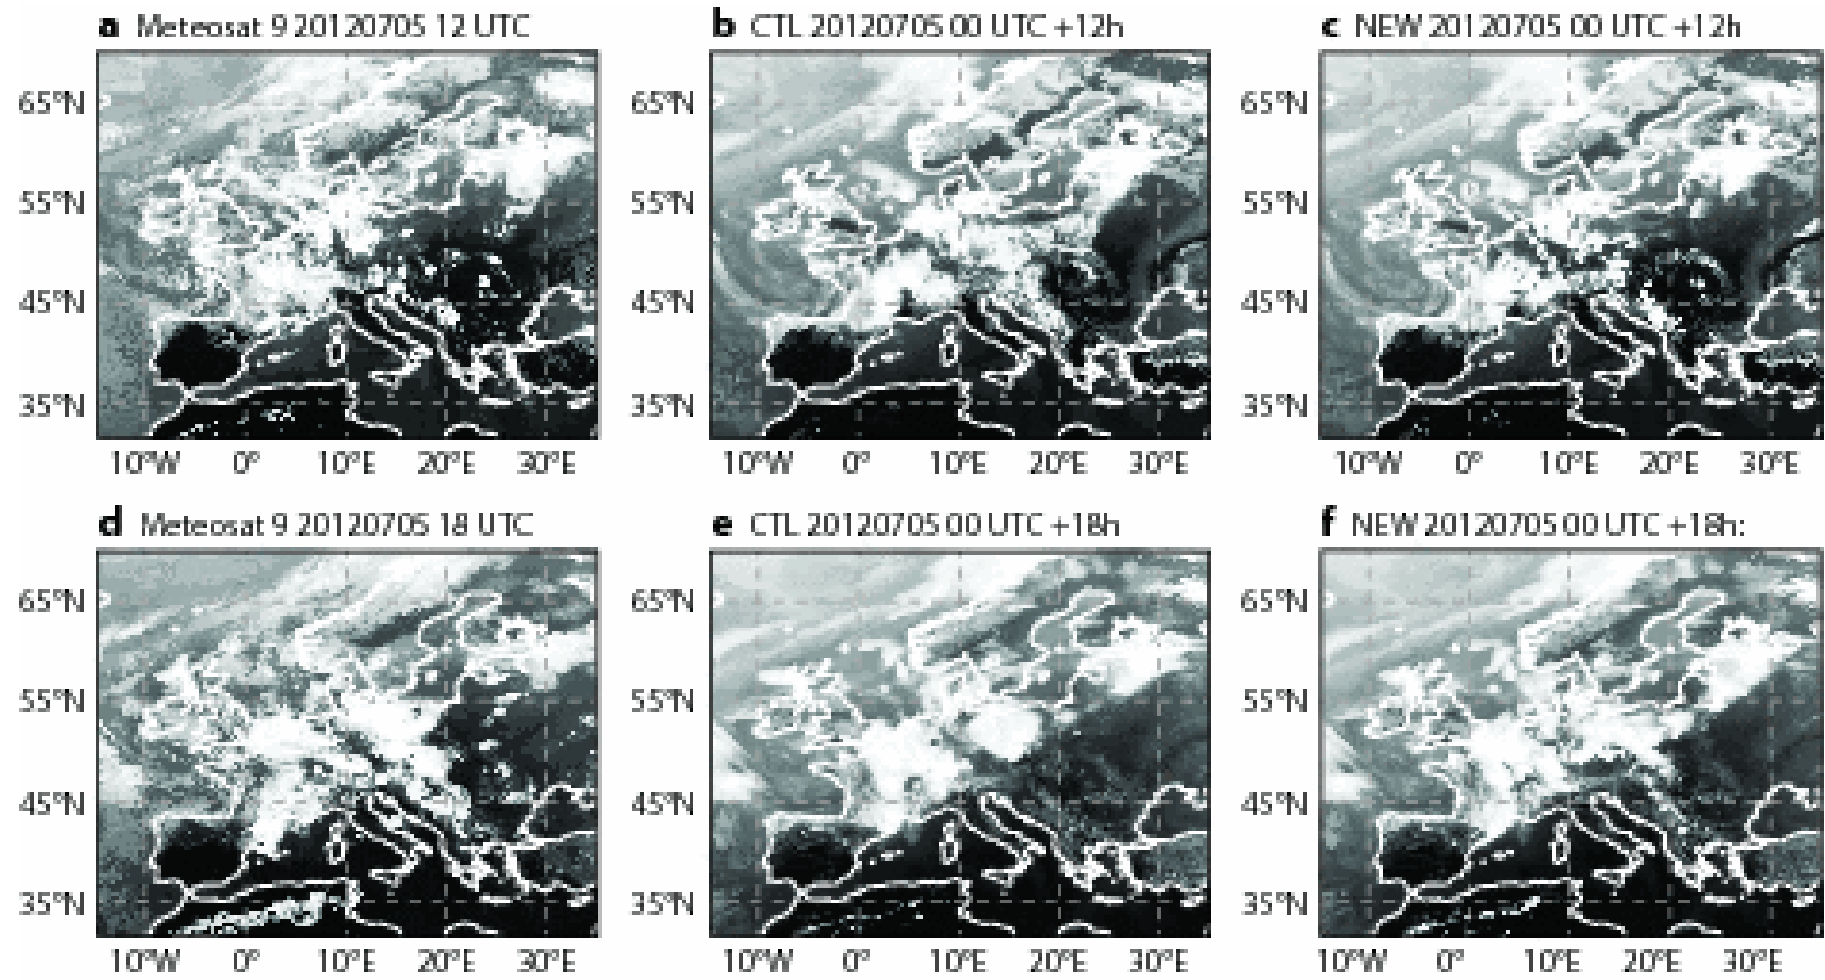 a Meteosat 9 20120705 12 UTC
b CTL 20120705 00 UTC +12h
c NEW 20120705 00 UTC +12h
65°N
55°N
45°N
35°N
10°W 0° 10°E 20°E 30°E
65°N
55°N
45°N
35°N
10°W 0° 10°E 20°E 30°E
65°N
55°N
45°N
35°N
10°W 0° 10°E 20°E 30°E
d Meteosat 9 20120705 18 UTC
e CTL 20120705 00 UTC +18h
f NEW 20120705 00 UTC +18h:
65°N
55°N
45°N
35°N
10°W 0° 10°E 20°E 30°E
65°N
55°N
45°N
35°N
10°W 0° 10°E 20°E 30°E
65°N
55°N
45°N
35°N
10°W 0° 10°E 20°E 30°E